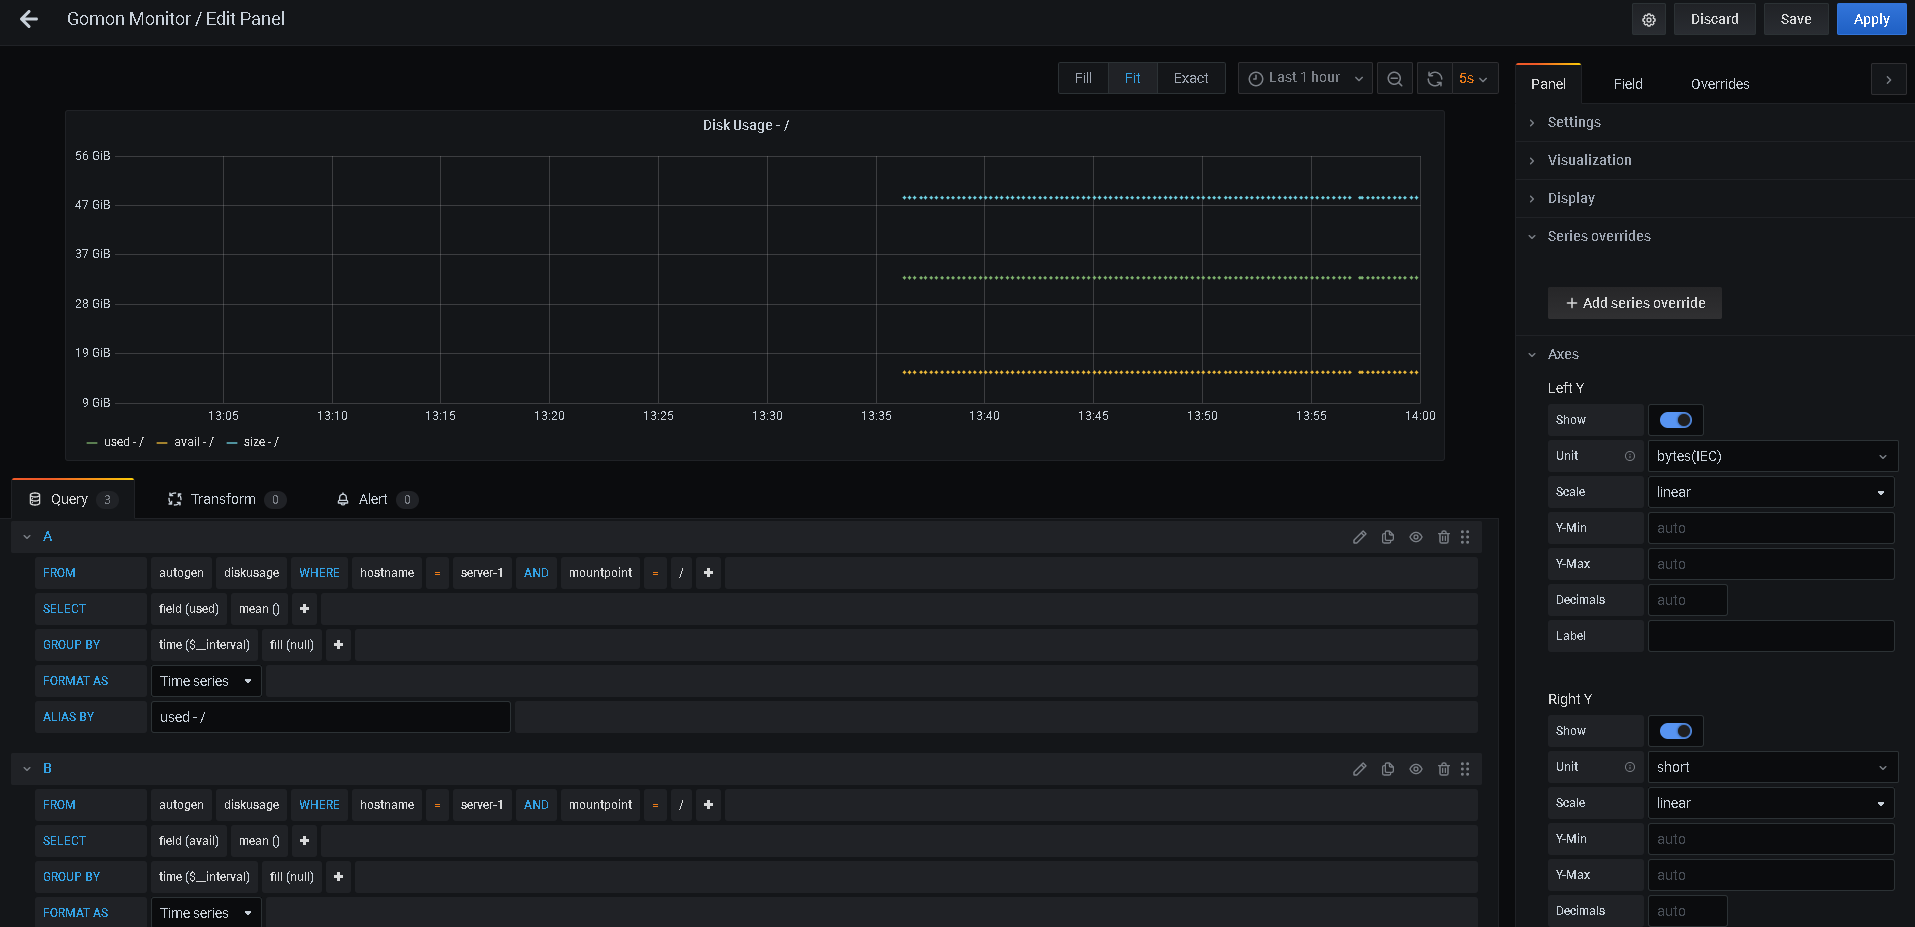 Gomon Monitor / Edit Panel
Discard
Save
Apply
Fill
Fit
Exact
Last 1 hour
5s
Disk Usage - /
56 GiB
47 GiB
37 GiB
28 GiB
19 GiB
9 GiB
13:05
13:10
13:15
13:20
13:25
13:30
13:35
13:40
13:45
13:50
13:55
14:00
used - /
avail - /
size - /
Query 3
Transform 0
Alert 0
A
FROM autogen diskusage WHERE hostname = server-1 AND mountpoint = / +
SELECT field (used) mean () +
GROUP BY time ($__interval) fill (null) +
FORMAT AS Time series
ALIAS BY used - /
B
FROM autogen diskusage WHERE hostname = server-1 AND mountpoint = / +
SELECT field (avail) mean () +
GROUP BY time ($__interval) fill (null) +
FORMAT AS Time series
Panel
Field
Overrides
Settings
Visualization
Display
Series overrides
+ Add series override
Axes
Left Y
Show
Unit bytes(IEC)
Scale linear
Y-Min auto
Y-Max auto
Decimals auto
Label
Right Y
Show
Unit short
Scale linear
Y-Min auto
Y-Max auto
Decimals auto